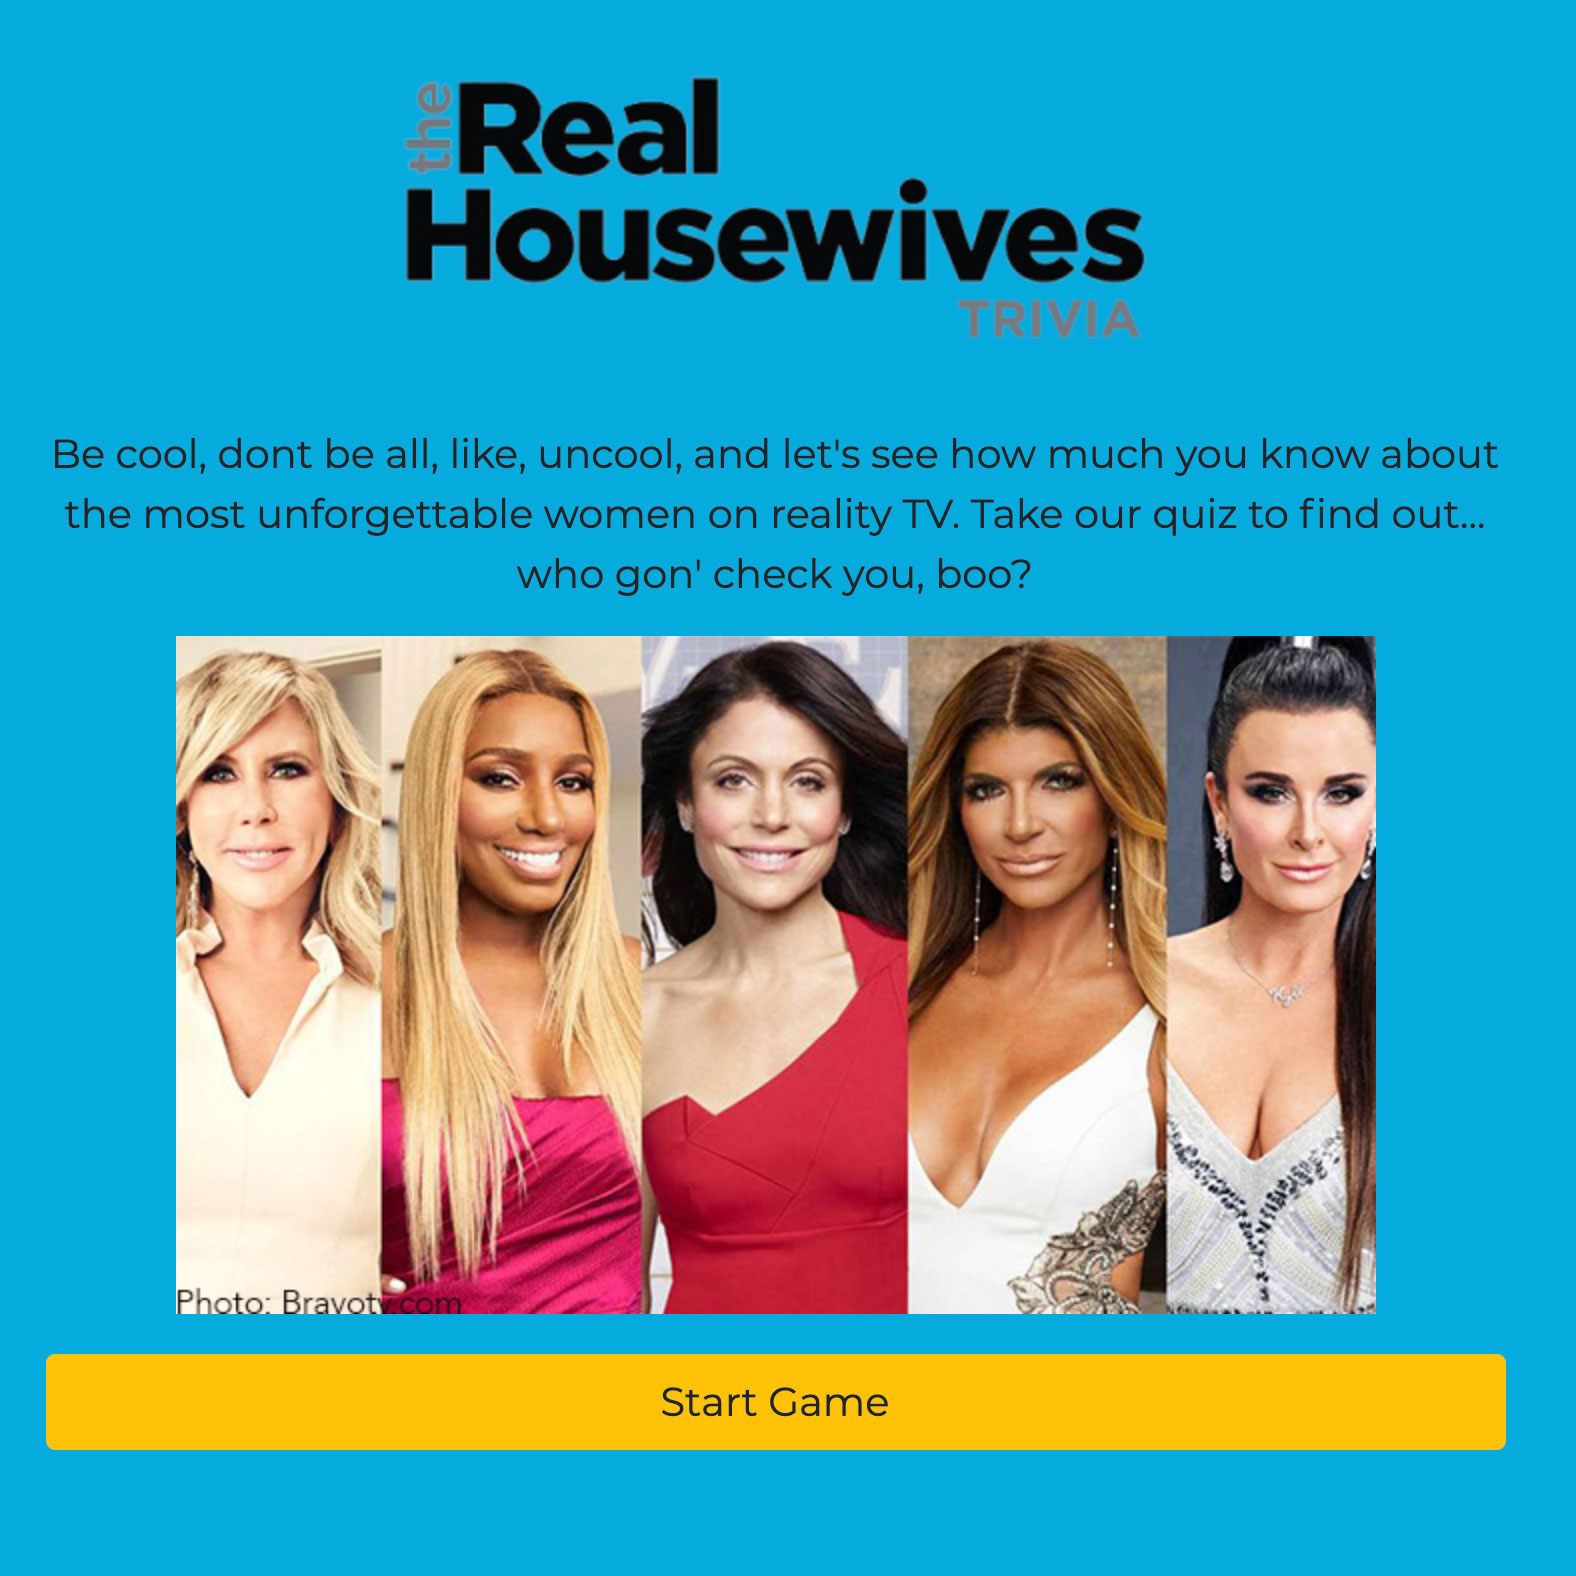 the Real
Housewives
TRIVIA
Be cool, dont be all, like, uncool, and let's see how much you know about
the most unforgettable women on reality TV. Take our quiz to find out...
who gon' check you, boo?
Kyle
Photo: Bravotv.com
Start Game